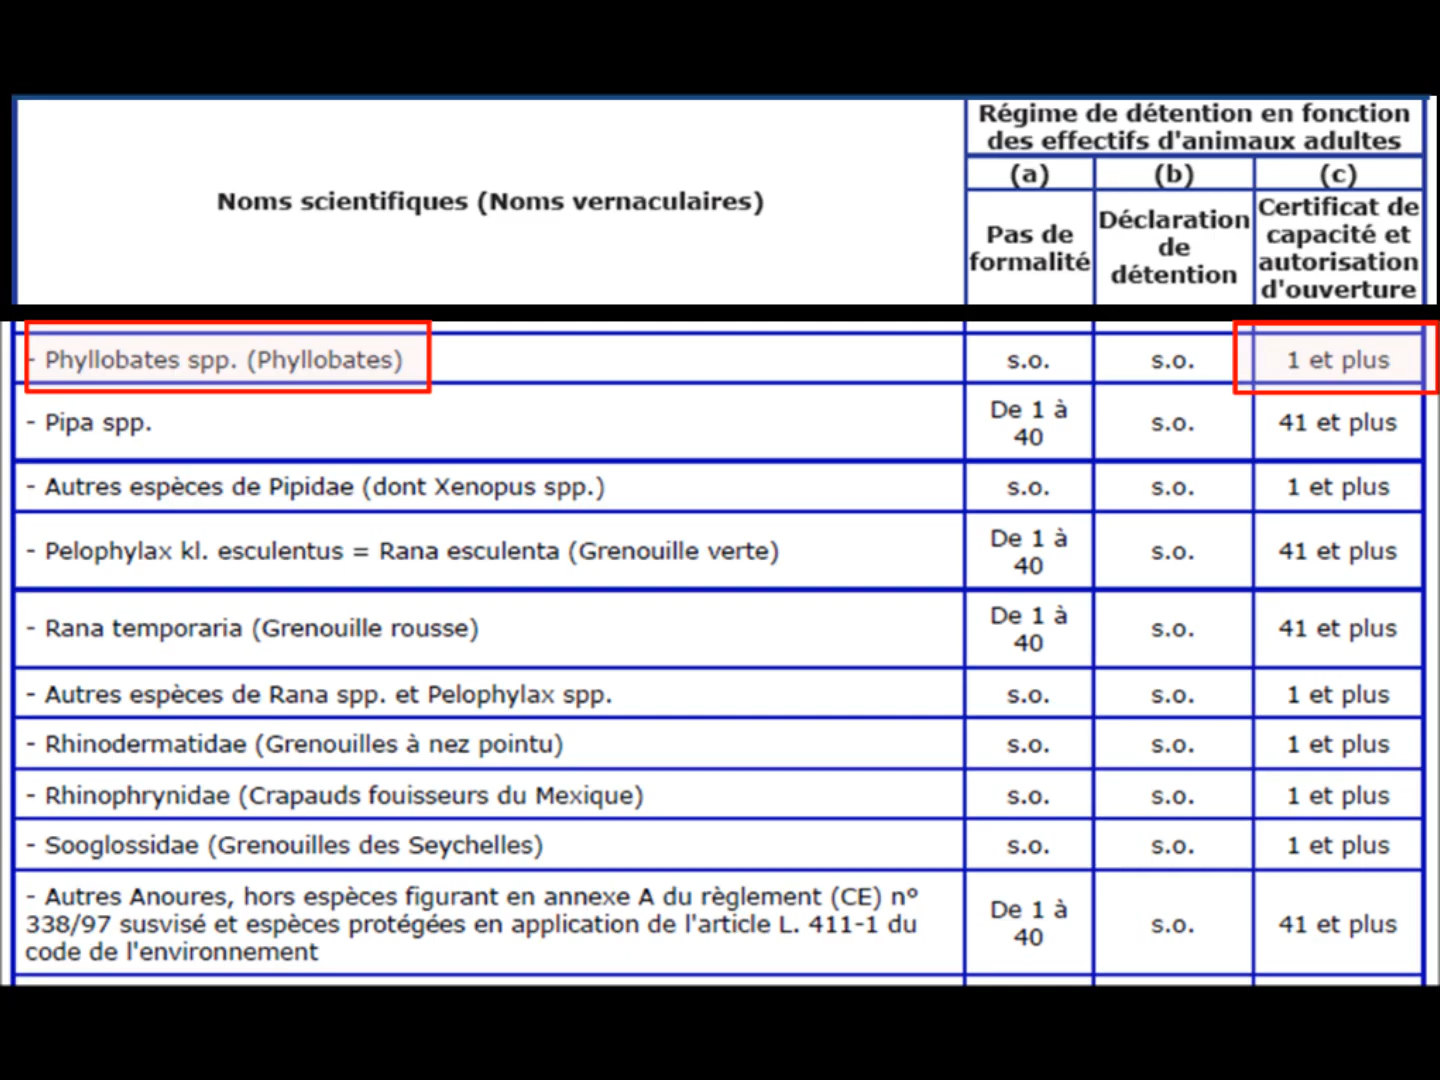 Régime de détention en fonction
des effectifs d'animaux adultes
Noms scientifiques (Noms vernaculaires)
(a)
(b)
(c)
Pas de
formalité
Déclaration
de
détention
Certificat de
capacité et
autorisation
d'ouverture
- Phyllobates spp. (Phyllobates)
s.o.
s.o.
1 et plus
- Pipa spp.
De 1 à
40
s.o.
41 et plus
- Autres espèces de Pipidae (dont Xenopus spp.)
s.o.
s.o.
1 et plus
- Pelophylax kl. esculentus = Rana esculenta (Grenouille verte)
De 1 à
40
s.o.
41 et plus
- Rana temporaria (Grenouille rousse)
De 1 à
40
s.o.
41 et plus
- Autres espèces de Rana spp. et Pelophylax spp.
s.o.
s.o.
1 et plus
- Rhinodermatidae (Grenouilles à nez pointu)
s.o.
s.o.
1 et plus
- Rhinophrynidae (Crapauds fouisseurs du Mexique)
s.o.
s.o.
1 et plus
- Sooglossidae (Grenouilles des Seychelles)
s.o.
s.o.
1 et plus
- Autres Anoures, hors espèces figurant en annexe A du règlement (CE) nº
338/97 susvisé et espèces protégées en application de l'article L. 411-1 du
code de l'environnement
De 1 à
40
s.o.
41 et plus